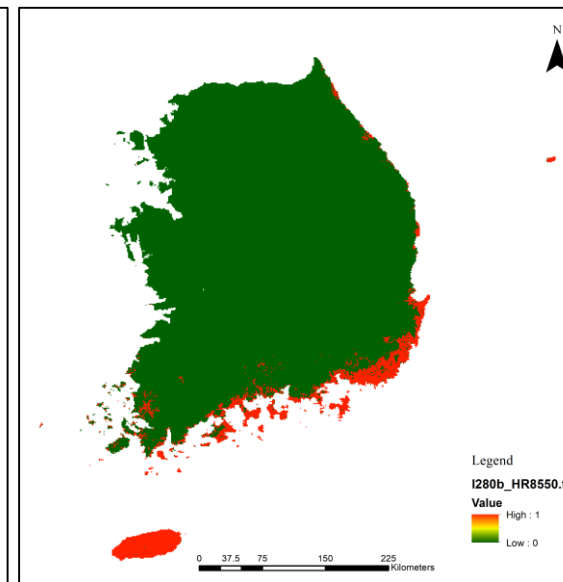 N
Legend
I280b_HR8550.
Value
High : 1
Low : 0
0 37.5 75 150 225
Kilometers